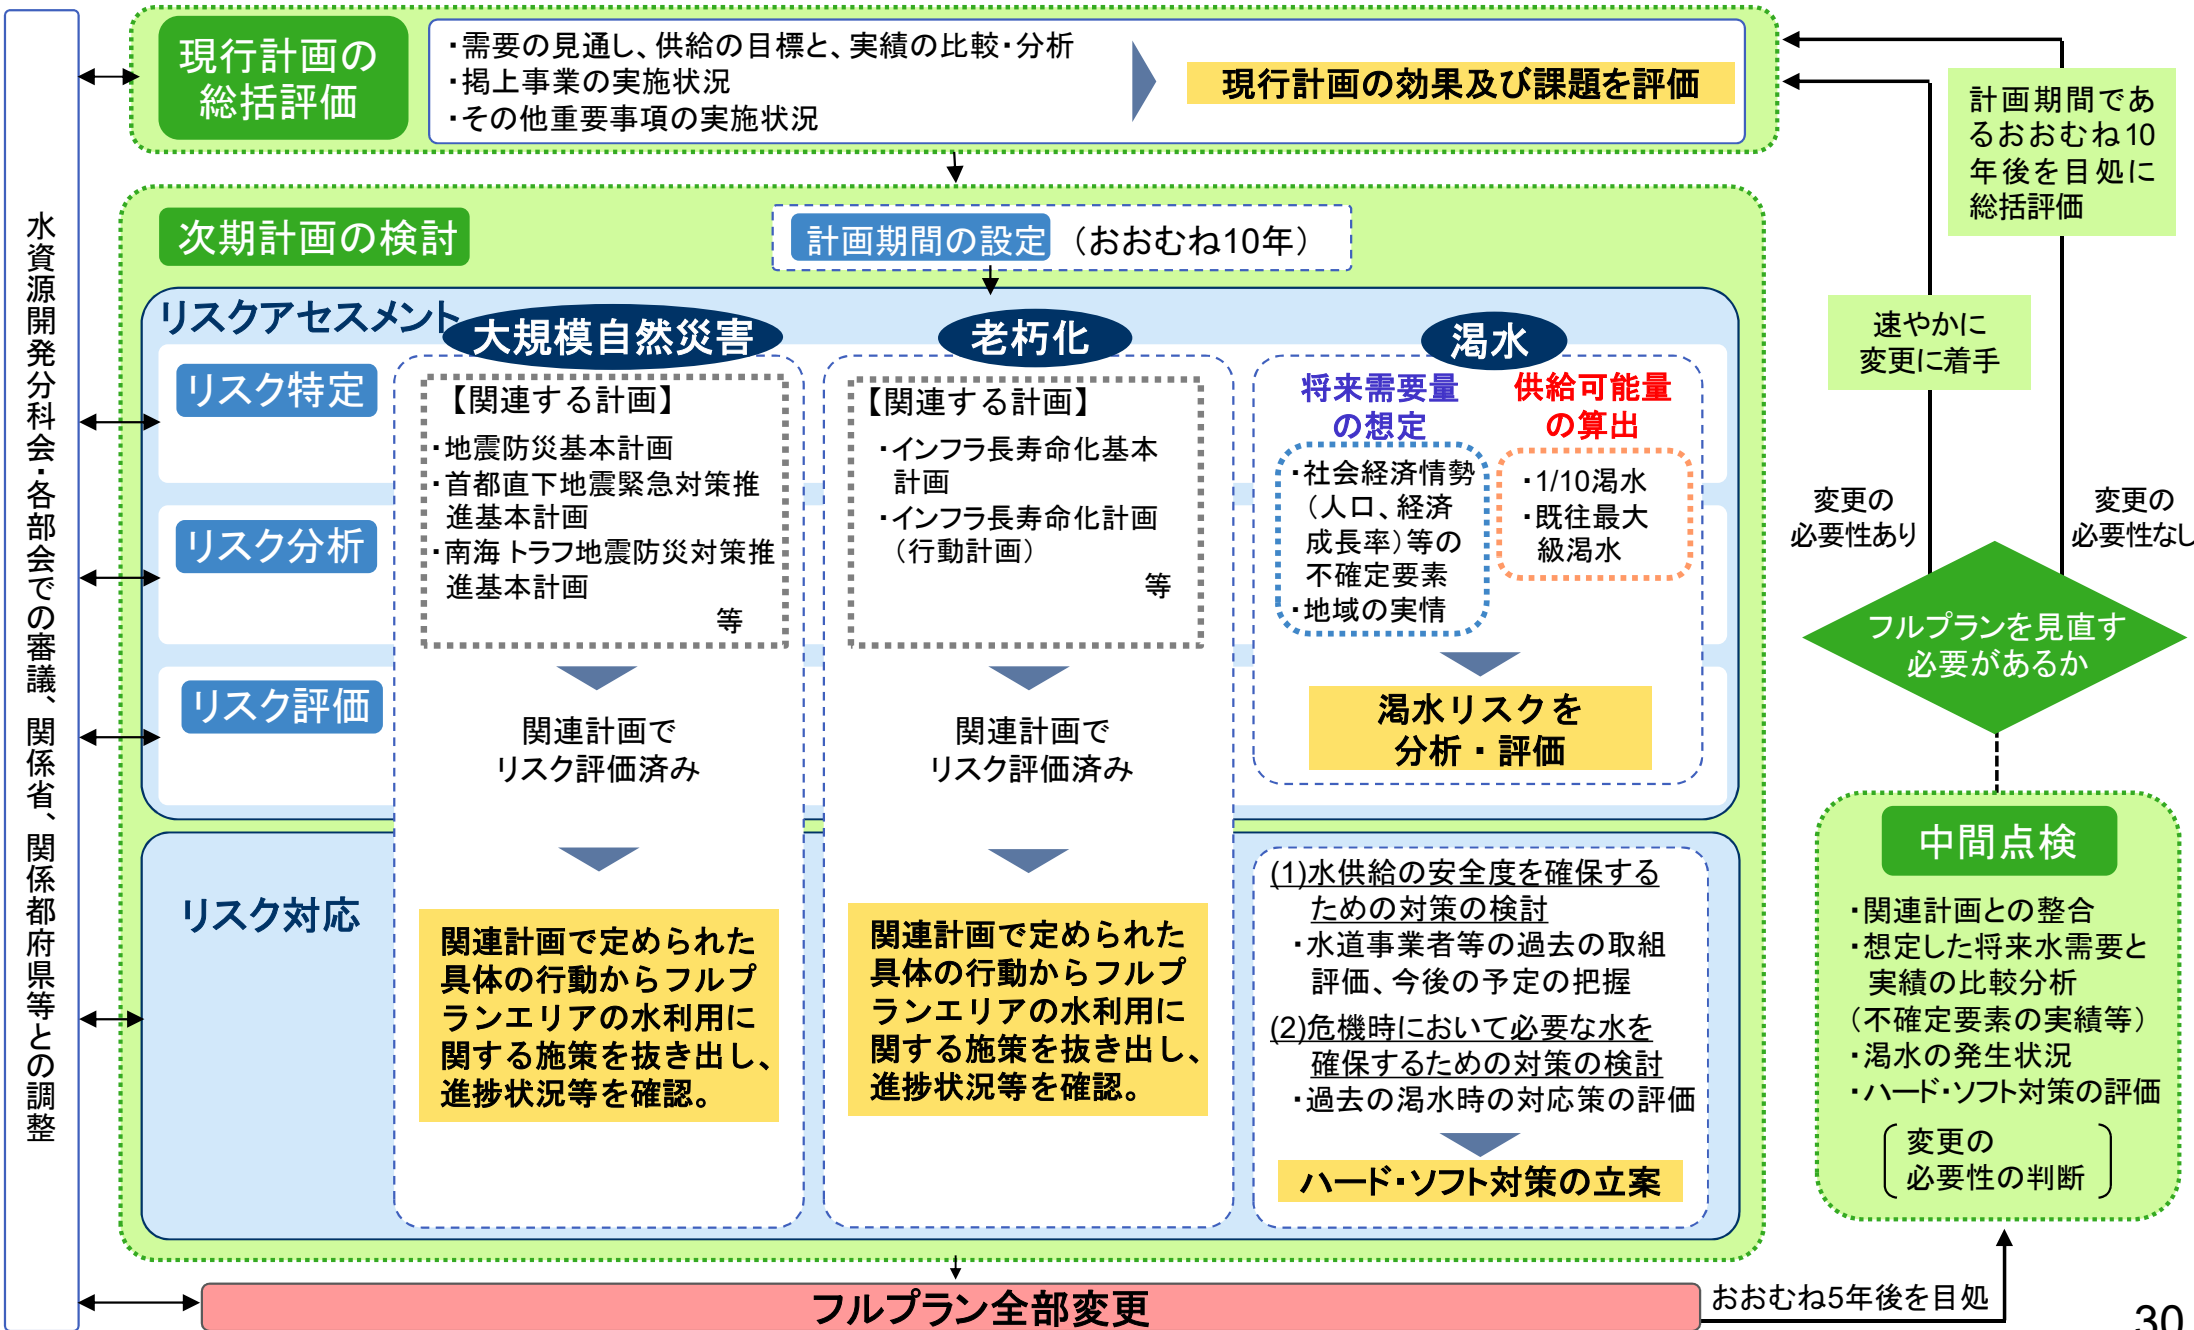 水資源開発分科会・各部会での審議、関係省、関係都府県等との調整
現行計画の
総括評価
・需要の見通し、供給の目標と、実績の比較・分析
・掲上事業の実施状況
・その他重要事項の実施状況
現行計画の効果及び課題を評価
次期計画の検討
計画期間の設定（おおむね10年）
リスクアセスメント
リスク特定
リスク分析
リスク評価
大規模自然災害
【関連する計画】
・地震防災基本計画
・首都直下地震緊急対策推
進基本計画
・南海トラフ地震防災対策推
進基本計画
等
関連計画で
リスク評価済み
老朽化
【関連する計画】
・インフラ長寿命化基本
計画
・インフラ長寿命化計画
（行動計画）
等
関連計画で
リスク評価済み
渇水
将来需要量
の想定
・社会経済情勢
（人口、経済
成長率）等の
不確定要素
・地域の実情
供給可能量
の算出
・1/10渇水
・既往最大
級渇水
渇水リスクを
分析・評価
リスク対応
関連計画で定められた
具体の行動からフルプ
ランエリアの水利用に
関する施策を抜き出し、
進捗状況等を確認。
関連計画で定められた
具体の行動からフルプ
ランエリアの水利用に
関する施策を抜き出し、
進捗状況等を確認。
(1)水供給の安全度を確保する
ための対策の検討
・水道事業者等の過去の取組
評価、今後の予定の把握
(2)危機時において必要な水を
確保するための対策の検討
・過去の渇水時の対応策の評価
ハード・ソフト対策の立案
フルプラン全部変更
おおむね5年後を目処
中間点検
・関連計画との整合
・想定した将来水需要と
実績の比較分析
（不確定要素の実績等）
・渇水の発生状況
・ハード・ソフト対策の評価
変更の
必要性の判断
フルプランを見直す
必要があるか
変更の
必要性あり
変更の
必要性なし
速やかに
変更に着手
計画期間であ
るおおむね10
年後を目処に
総括評価
30